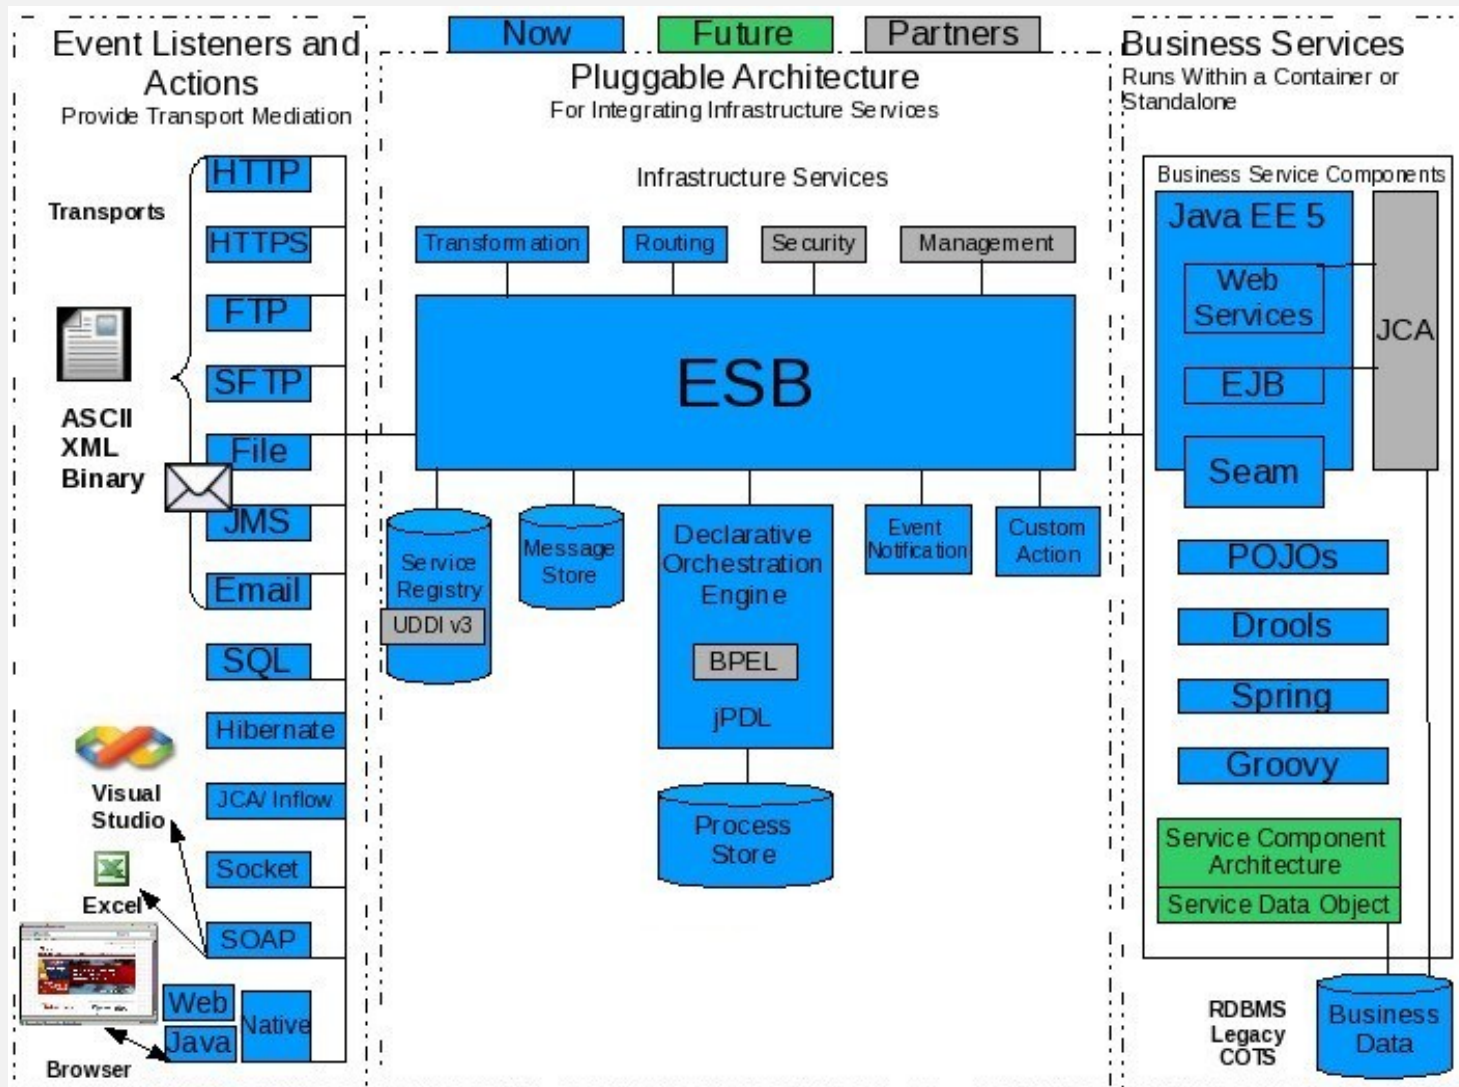 Now
Future
Partners
Event Listeners and
Actions
Provide Transport Mediation
Transports
HTTP
HTTPS
FTP
SFTP
File
JMS
Email
SQL
Hibernate
JCA/ Inflow
Socket
SOAP
Web
Java
Native
ASCII
XML
Binary
Visual
Studio
Excel
Browser
Pluggable Architecture
For Integrating Infrastructure Services
Infrastructure Services
Transformation
Routing
Security
Management
ESB
Service
Registry
UDDI v3
Message
Store
Declarative
Orchestration
Engine
BPEL
jPDL
Process
Store
Event
Notification
Custom
Action
Business Services
Runs Within a Container or
Standalone
Business Service Components
Java EE 5
Web
Services
EJB
Seam
JCA
POJOs
Drools
Spring
Groovy
Service Component
Architecture
Service Data Object
RDBMS
Legacy
COTS
Business
Data